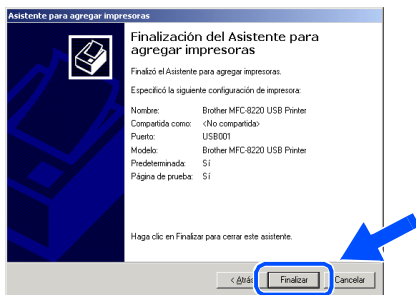 Asistente para agregar impresoras
Finalización del Asistente para
agregar impresoras
Finalizó el Asistente para agregar impresoras.
Especificó la siguiente configuración de impresora:
Nombre: Brother MFC-8220 USB Printer
Compartida como: <No compartida>
Puerto: USB001
Modelo: Brother MFC-8220 USB Printer
Predeterminada: Sí
Página de prueba: Sí
Haga clic en Finalizar para cerrar este asistente.
< Atrás Finalizar Cancelar